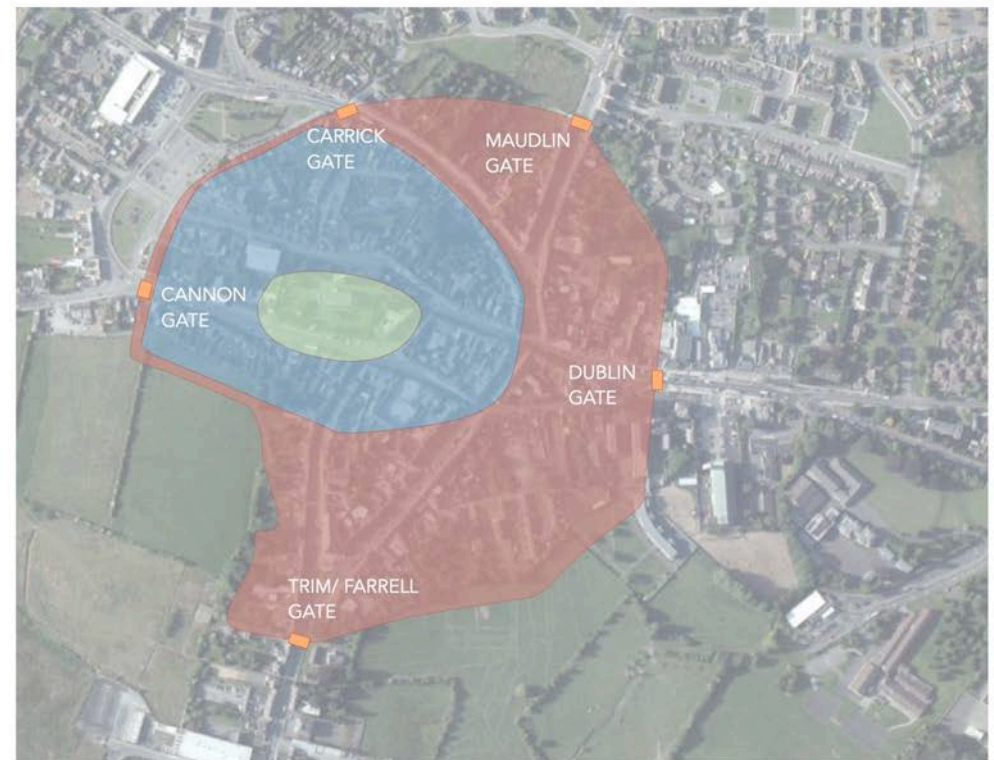 CARRICK
GATE
MAUDLIN
GATE
CANNON
GATE
DUBLIN
GATE
TRIM/ FARRELL
GATE